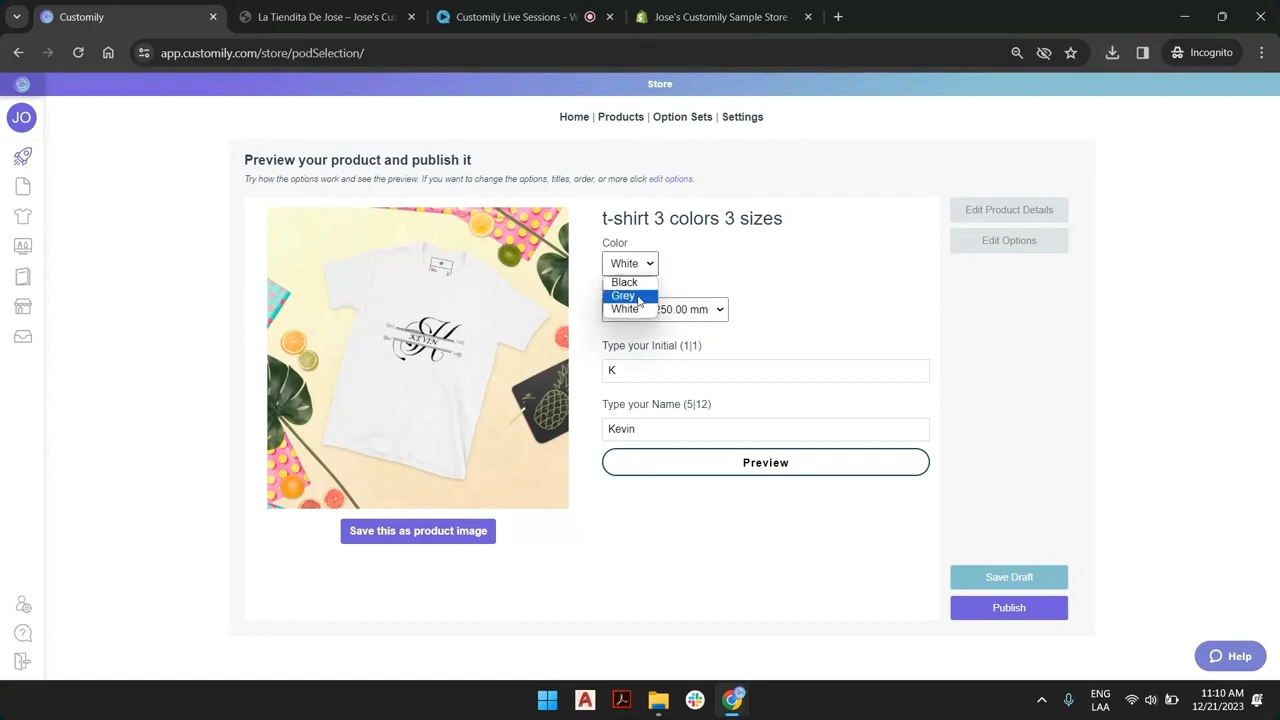 Customily
La Tiendita De Jose – Jose's Cus
Customily Live Sessions - W
Jose's Customily Sample Store -
app.customily.com/store/podSelection/
Incognito
Store
JO
Home | Products | Option Sets | Settings
Preview your product and publish it
Try how the options work and see the preview. If you want to change the options, titles, order, or more click edit options.
t-shirt 3 colors 3 sizes
Color
White
Black
Grey
White
250.00 mm
Type your Initial (1|1)
K
Type your Name (5|12)
Kevin
Preview
KEVIN
Save this as product image
Edit Product Details
Edit Options
Save Draft
Publish
Help
ENG
LAA
11:10 AM
12/21/2023